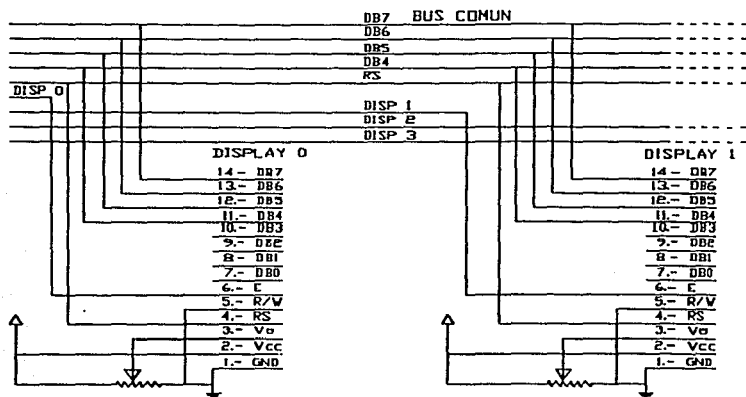 DB7 BUS COMUN
DB6
DB5
DB4
RS
DISP 0
DISP 1
DISP 2
DISP 3
DISPLAY 0
14.- DB7
13.- DB6
12.- DB5
11.- DB4
10.- DB3
9.- DB2
8.- DB1
7.- DB0
6.- E
5.- R/W
4.- RS
3.- Vo
2.- Vcc
1.- GND
DISPLAY 1
14.- DB7
13.- DB6
12.- DB5
11.- DB4
10.- DB3
9.- DB2
8.- DB1
7.- DB0
6.- E
5.- R/W
4.- RS
3.- Vo
2.- Vcc
1.- GND